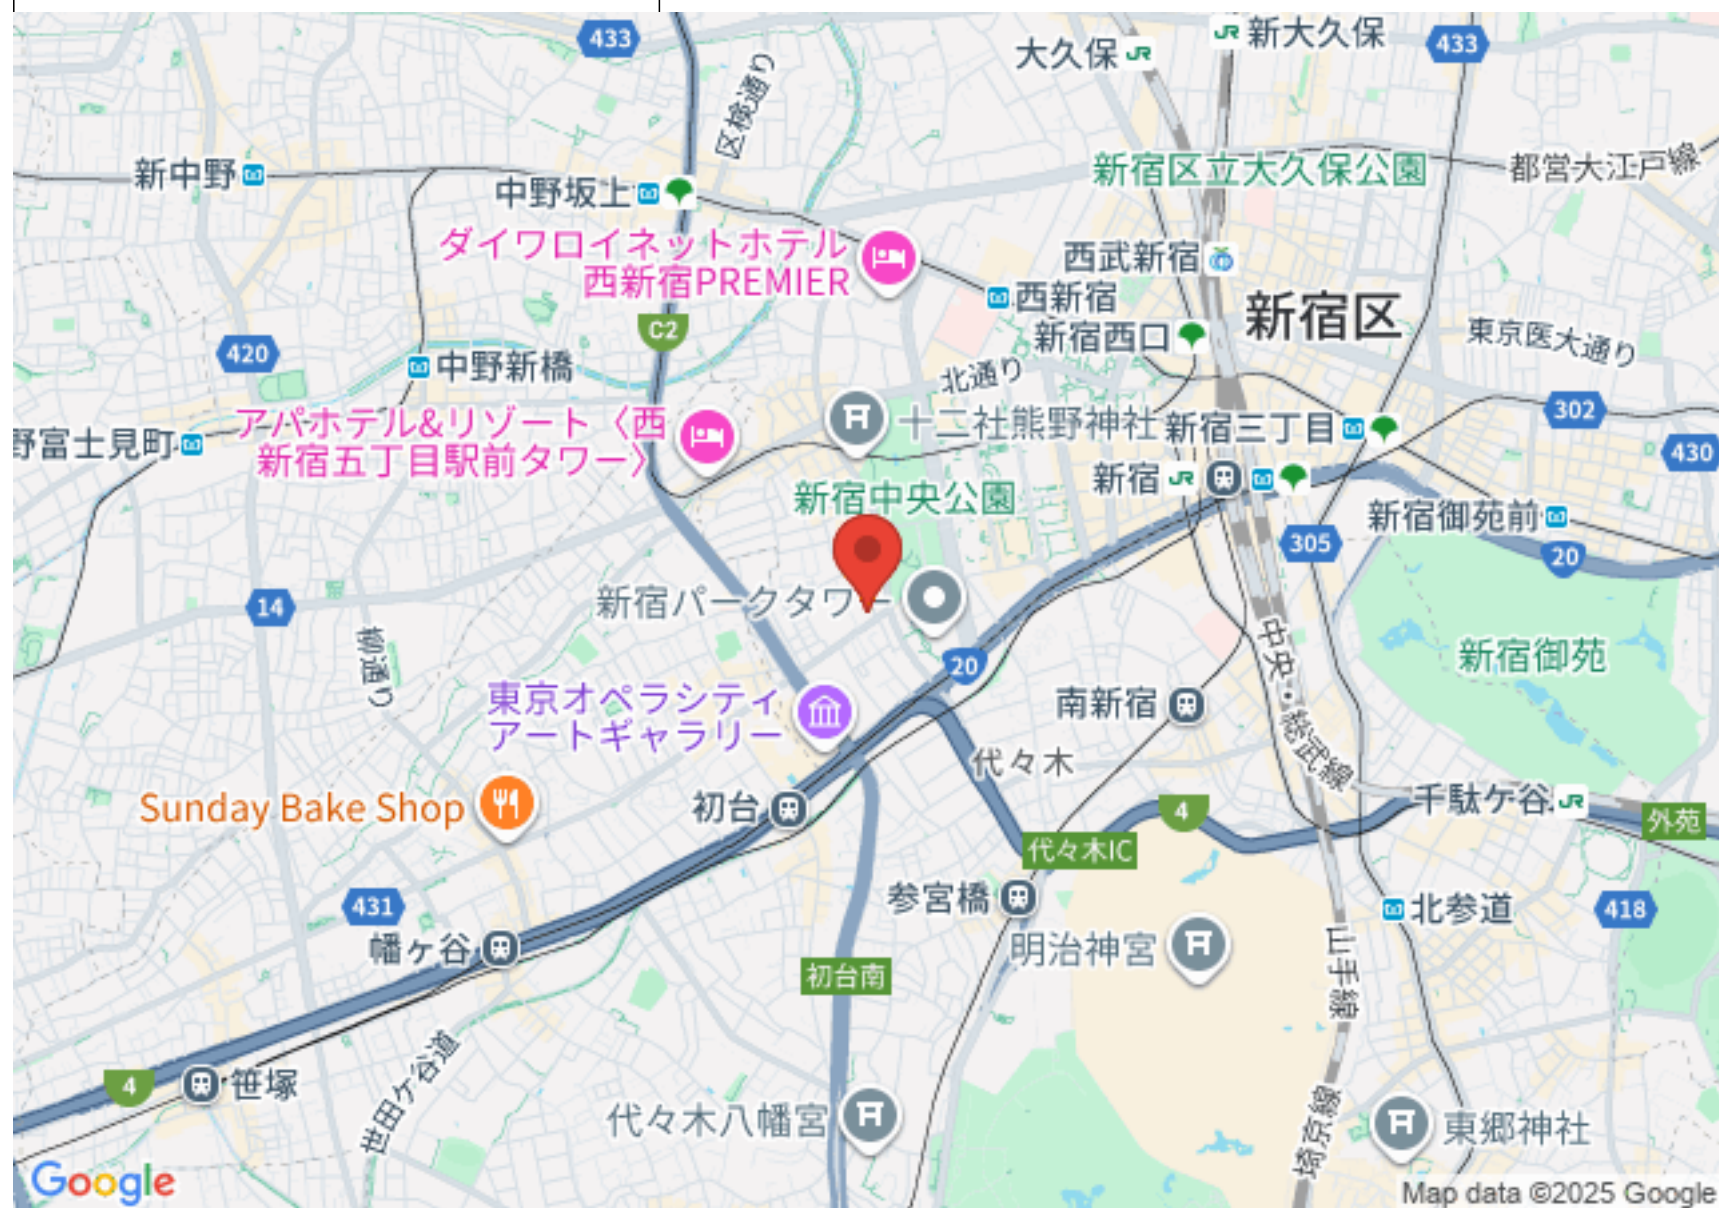 433
大久保
新大久保
433
区検通り
新中野
中野坂上
新宿区立大久保公園
都営大江戸線
ダイワロイネットホテル
西新宿PREMIER
西武新宿
西新宿
新宿区
C2
新宿西口
東京医大通り
420
中野新橋
北通り
302
アパホテル&リゾート〈西
新宿五丁目駅前タワー〉
十二社熊野神社
新宿三丁目
野富士見町
430
新宿
新宿中央公園
新宿御苑前
305
20
14
新宿パークタワー
柳通り
20
新宿御苑
中央・総武線
東京オペラシティ
アートギャラリー
南新宿
代々木
Sunday Bake Shop
初台
4
千駄ケ谷
外苑
代々木IC
431
参宮橋
北参道
418
幡ヶ谷
明治神宮
山手線
初台南
4
笹塚
世田ケ谷道
代々木八幡宮
埼京線
東郷神社
Google
Map data ©2025 Google